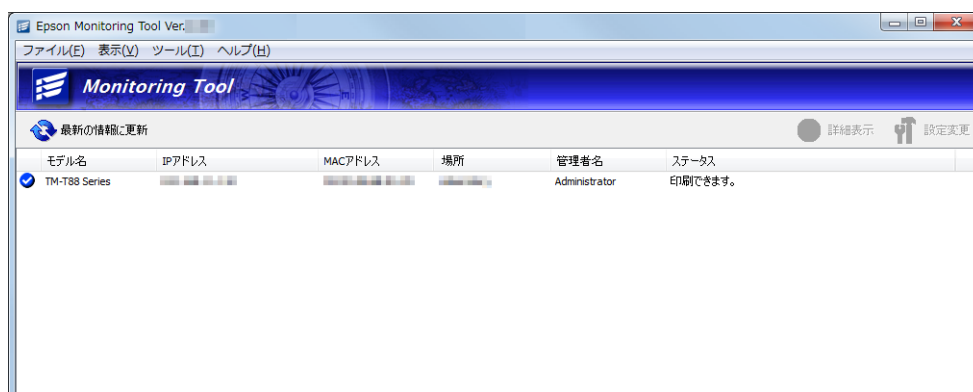 Epson Monitoring Tool Ver.
ファイル(F) 表示(V) ツール(T) ヘルプ(H)
Monitoring Tool
最新の情報に更新 詳細表示 設定変更
モデル名 IPアドレス MACアドレス 場所 管理者名 ステータス
TM-T88 Series Administrator 印刷できます。